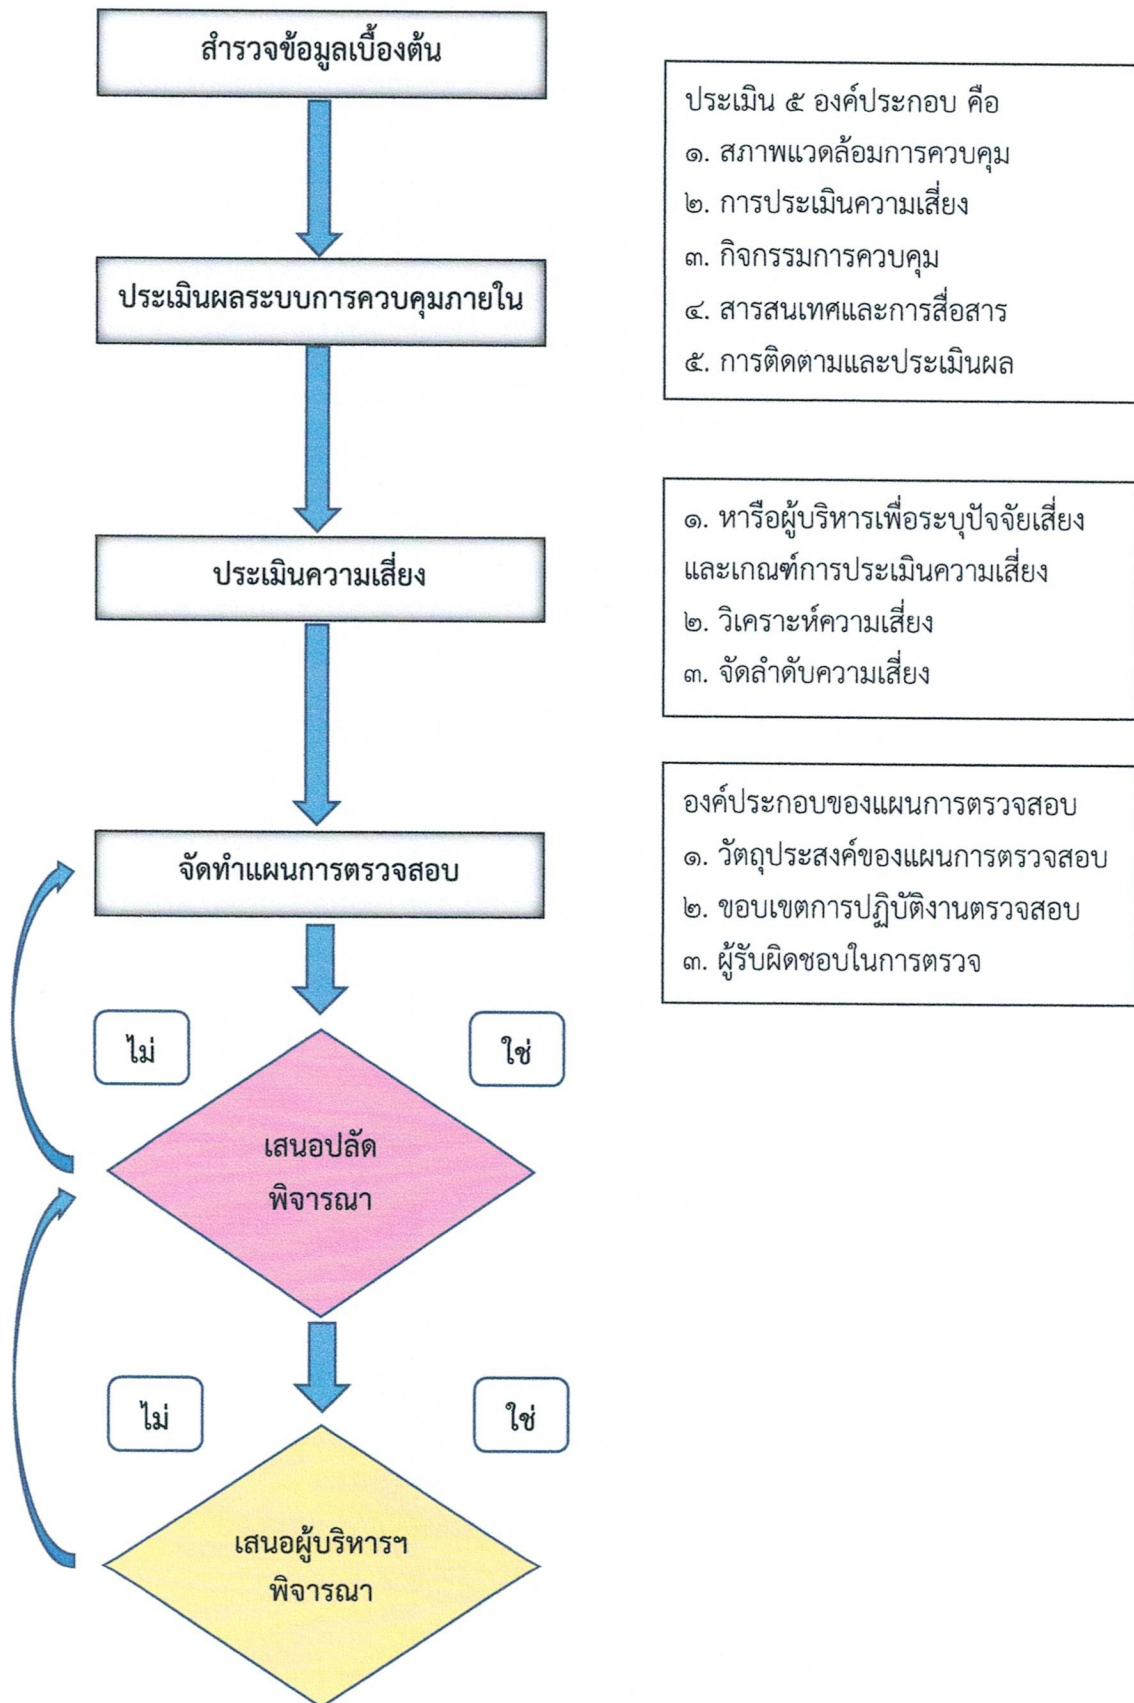 สำรวจข้อมูลเบื้องต้น
ประเมิน ๕ องค์ประกอบ คือ
๑. สภาพแวดล้อมการควบคุม
๒. การประเมินความเสี่ยง
๓. กิจกรรมการควบคุม
๔. สารสนเทศและการสื่อสาร
๕. การติดตามและประเมินผล
ประเมินผลระบบการควบคุมภายใน
๑. หารือผู้บริหารเพื่อระบุปัจจัยเสี่ยง
และเกณฑ์การประเมินความเสี่ยง
๒. วิเคราะห์ความเสี่ยง
๓. จัดลำดับความเสี่ยง
ประเมินความเสี่ยง
องค์ประกอบของแผนการตรวจสอบ
๑. วัตถุประสงค์ของแผนการตรวจสอบ
๒. ขอบเขตการปฏิบัติงานตรวจสอบ
๓. ผู้รับผิดชอบในการตรวจ
จัดทำแผนการตรวจสอบ
ไม่
ใช่
เสนอปลัด
พิจารณา
ไม่
ใช่
เสนอผู้บริหารฯ
พิจารณา